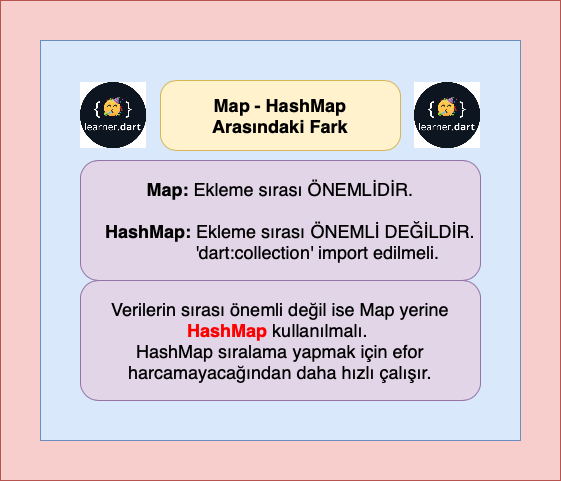 {🥳}
learner.dart
Map - HashMap
Arasındaki Fark
{🥳}
learner.dart
Map: Ekleme sırası ÖNEMLİDİR.
HashMap: Ekleme sırası ÖNEMLİ DEĞİLDİR.
'dart:collection' import edilmeli.
Verilerin sırası önemli değil ise Map yerine
HashMap kullanılmalı.
HashMap sıralama yapmak için efor
harcamayacağından daha hızlı çalışır.